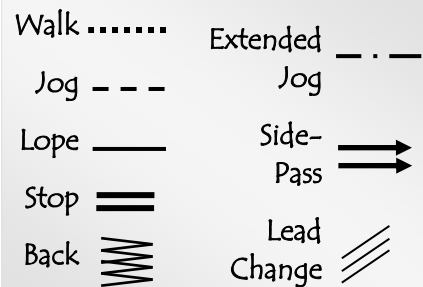 Walk
Jog
Lope
Stop
Back
Extended
Jog
Side-
Pass
Lead
Change